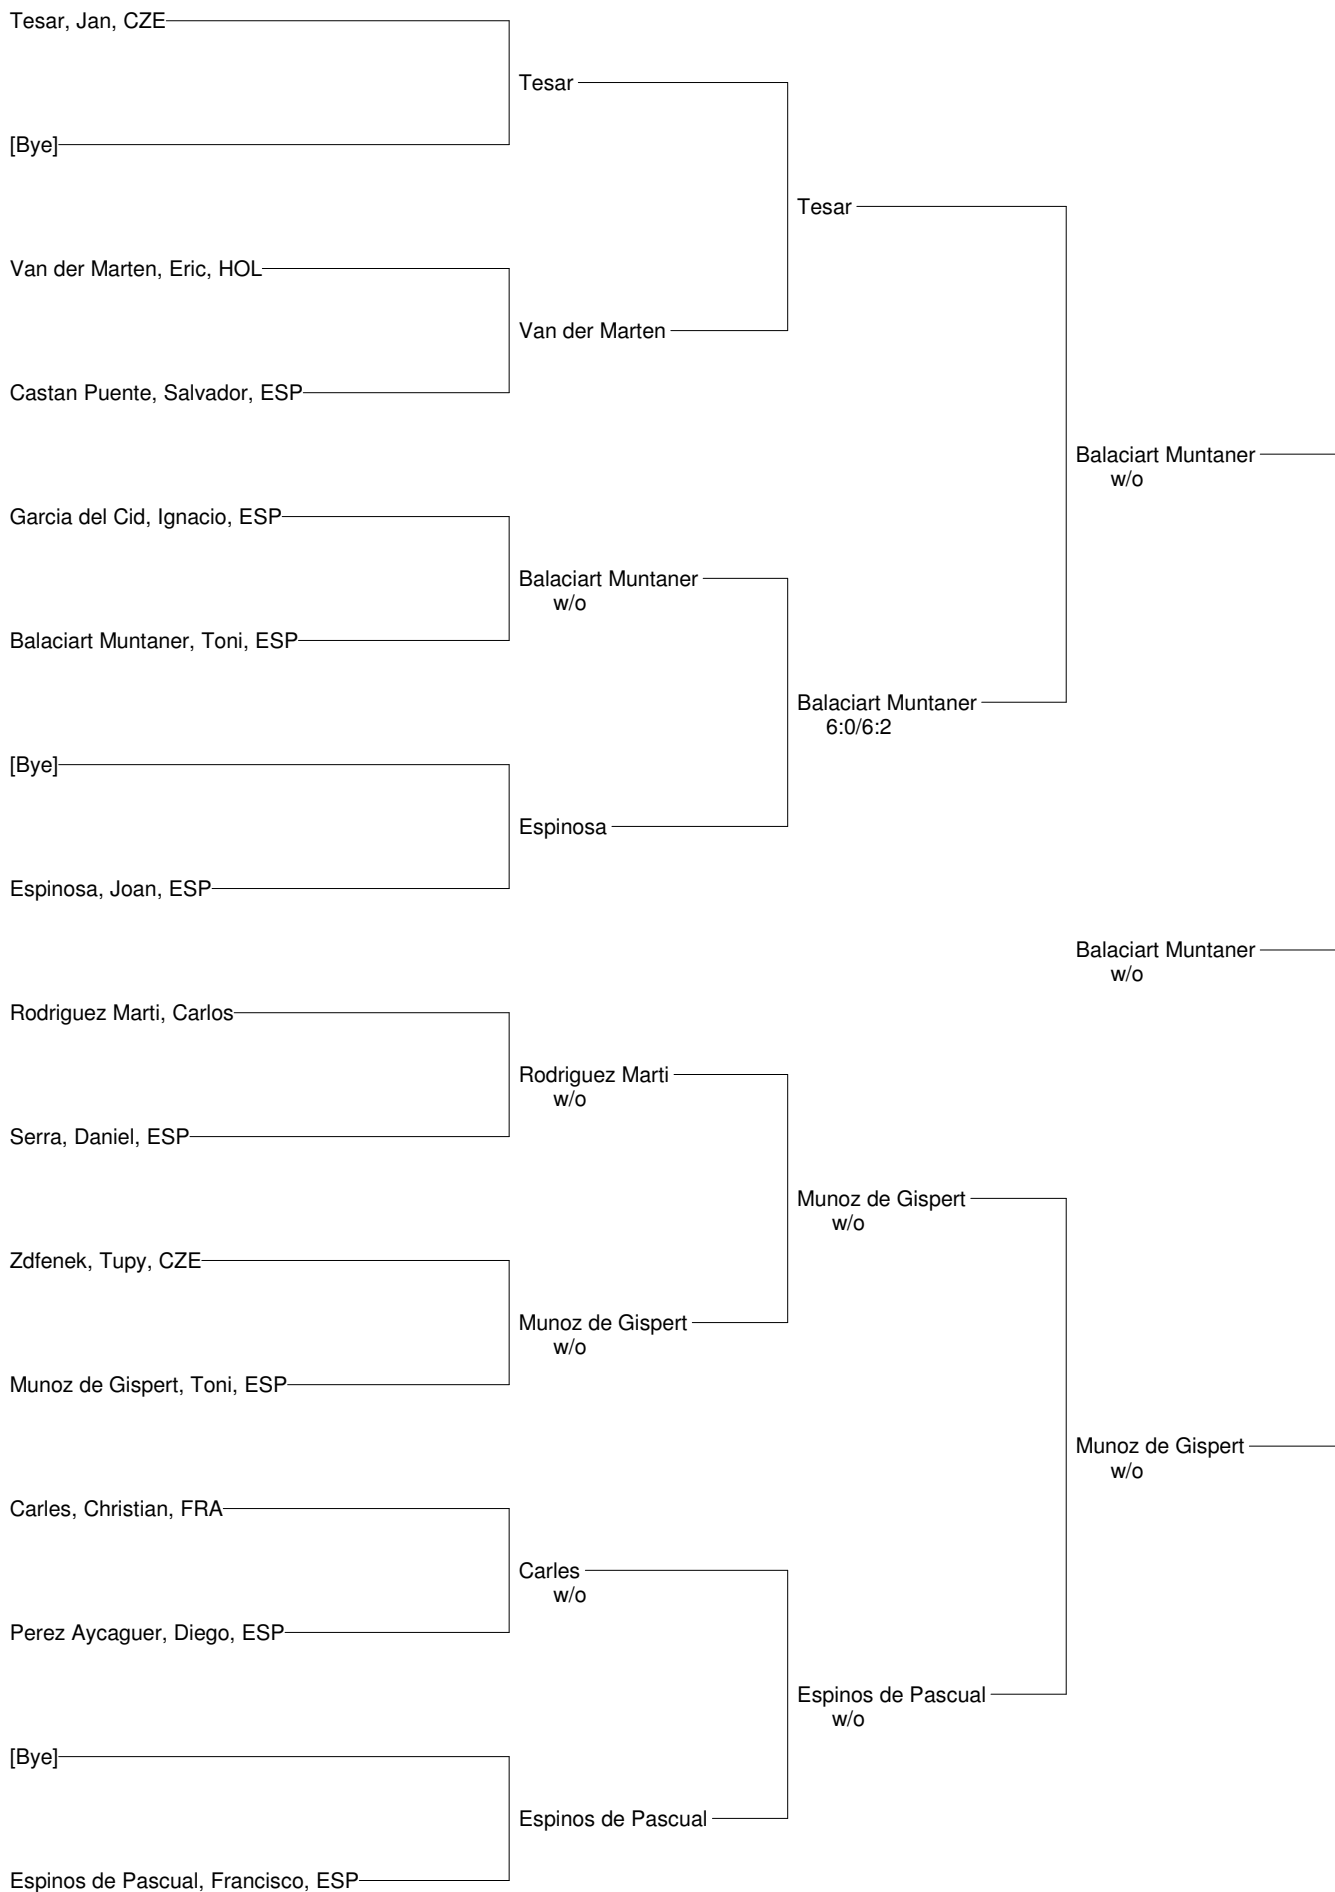 Tesar, Jan, CZE
Tesar
[Bye]
Tesar
Van der Marten, Eric, HOL
Van der Marten
Castan Puente, Salvador, ESP
Balaciart Muntaner
w/o
Garcia del Cid, Ignacio, ESP
Balaciart Muntaner
w/o
Balaciart Muntaner, Toni, ESP
Balaciart Muntaner
6:0/6:2
[Bye]
Espinosa
Espinosa, Joan, ESP
Balaciart Muntaner
w/o
Rodriguez Marti, Carlos
Rodriguez Marti
w/o
Serra, Daniel, ESP
Munoz de Gispert
w/o
Zdfenek, Tupy, CZE
Munoz de Gispert
w/o
Munoz de Gispert, Toni, ESP
Munoz de Gispert
w/o
Carles, Christian, FRA
Carles
w/o
Perez Aycaguer, Diego, ESP
Espinos de Pascual
w/o
[Bye]
Espinos de Pascual
Espinos de Pascual, Francisco, ESP